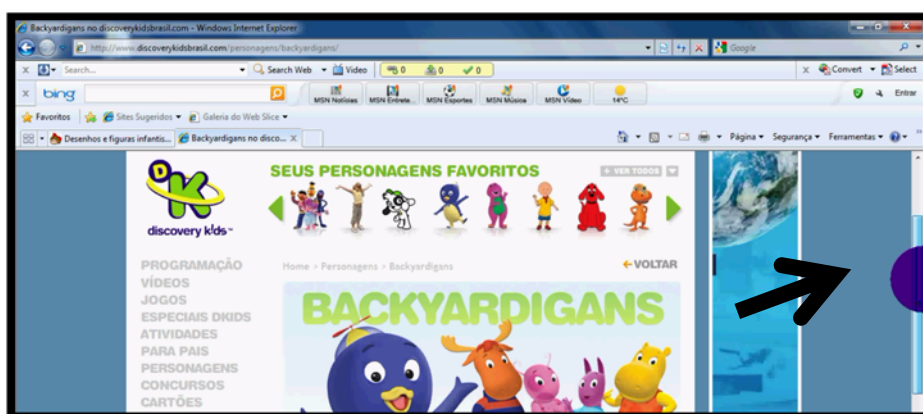 Backyardigans no discoverykidsbrasil.com - Windows Internet Explorer
http://www.discoverykidsbrasil.com/personagens/backyardigans/
Google
Search...
Search Web
Video
0
0
0
Convert
Select
bing
MSN Notícias
MSN Entrete...
MSN Esportes
MSN Músics
MSN Vídeo
14°C
Entrar
Favoritos
Sites Sugeridos
Galeria do Web Slice
Desenhos e figuras infantis...
Backyardigans no disco...
Página
Segurança
Ferramentas
DK
discovery kids
SEUS PERSONAGENS FAVORITOS
+ VER TODOS
PROGRAMAÇÃO
VÍDEOS
JOGOS
ESPECIAIS DKIDS
ATIVIDADES
PARA PAIS
PERSONAGENS
CONCURSOS
CARTÕES
Home > Personagens > Backyardigans
VOLTAR
BACKYARDIGANS